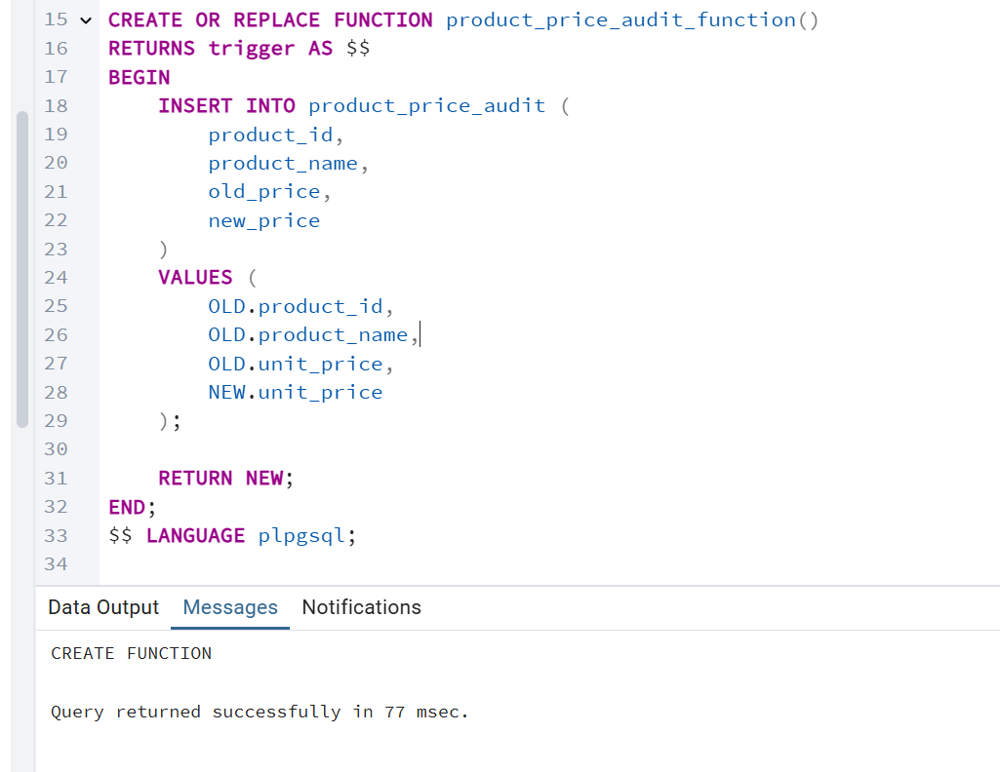 15 CREATE OR REPLACE FUNCTION product_price_audit_function()
16 RETURNS trigger AS $$
17 BEGIN
18     INSERT INTO product_price_audit (
19         product_id,
20         product_name,
21         old_price,
22         new_price
23     )
24     VALUES (
25         OLD.product_id,
26         OLD.product_name,
27         OLD.unit_price,
28         NEW.unit_price
29     );
30
31     RETURN NEW;
32 END;
33 $$ LANGUAGE plpgsql;
34
Data Output Messages Notifications
CREATE FUNCTION
Query returned successfully in 77 msec.